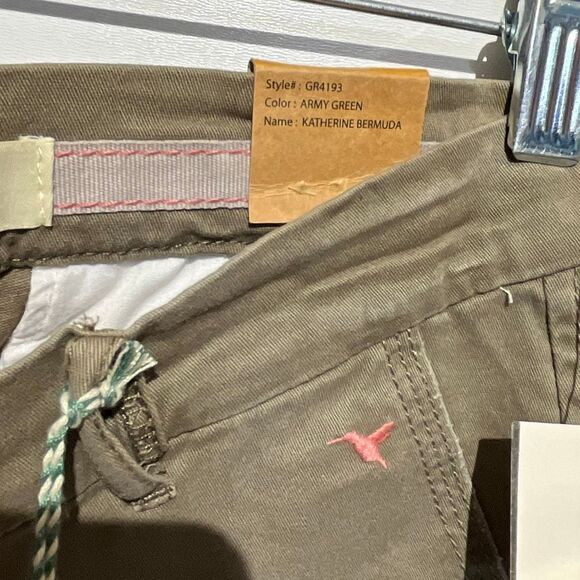 Style# : GR4193
Color : ARMY GREEN
Name : KATHERINE BERMUDA